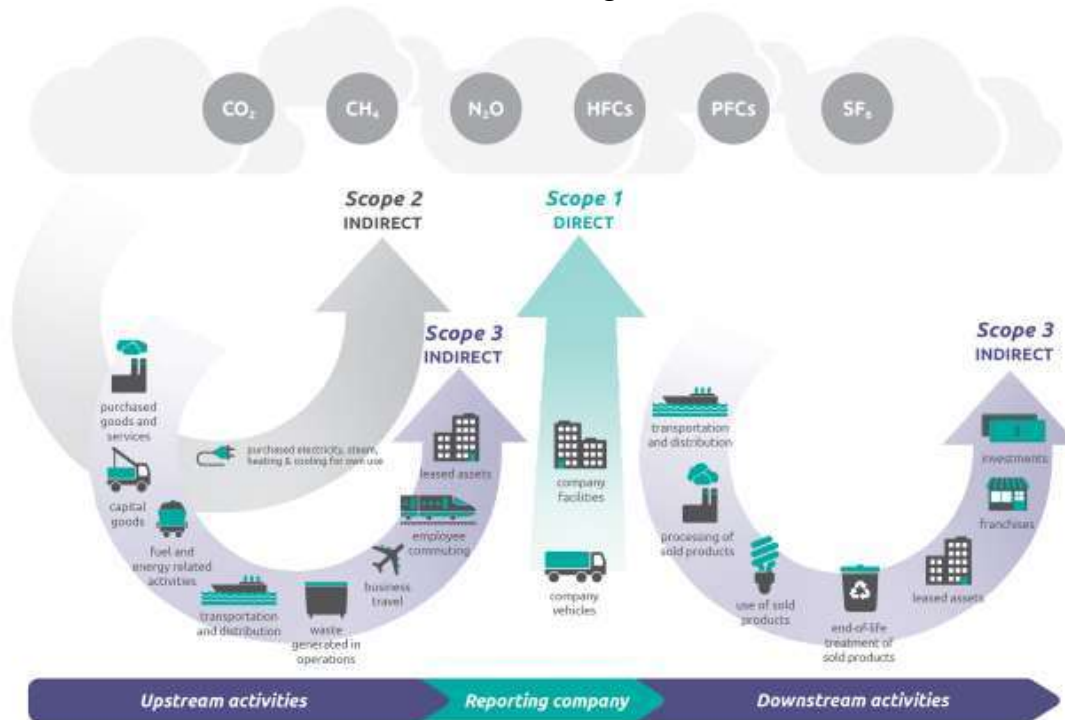 CO₂
CH₄
N₂O
HFCs
PFCs
SF₆
Scope 2
INDIRECT
Scope 1
DIRECT
Scope 3
INDIRECT
Scope 3
INDIRECT
purchased
goods and
services
capital
goods
fuel and
energy related
activities
purchased electricity, steam,
heating & cooling for own use
transportation
and distribution
waste
generated in
operations
business
travel
employee
commuting
leased assets
company
facilities
company
vehicles
transportation
and distribution
processing of
sold products
use of sold
products
end-of-life
treatment of
sold products
leased assets
franchises
investments
Upstream activities
Reporting company
Downstream activities